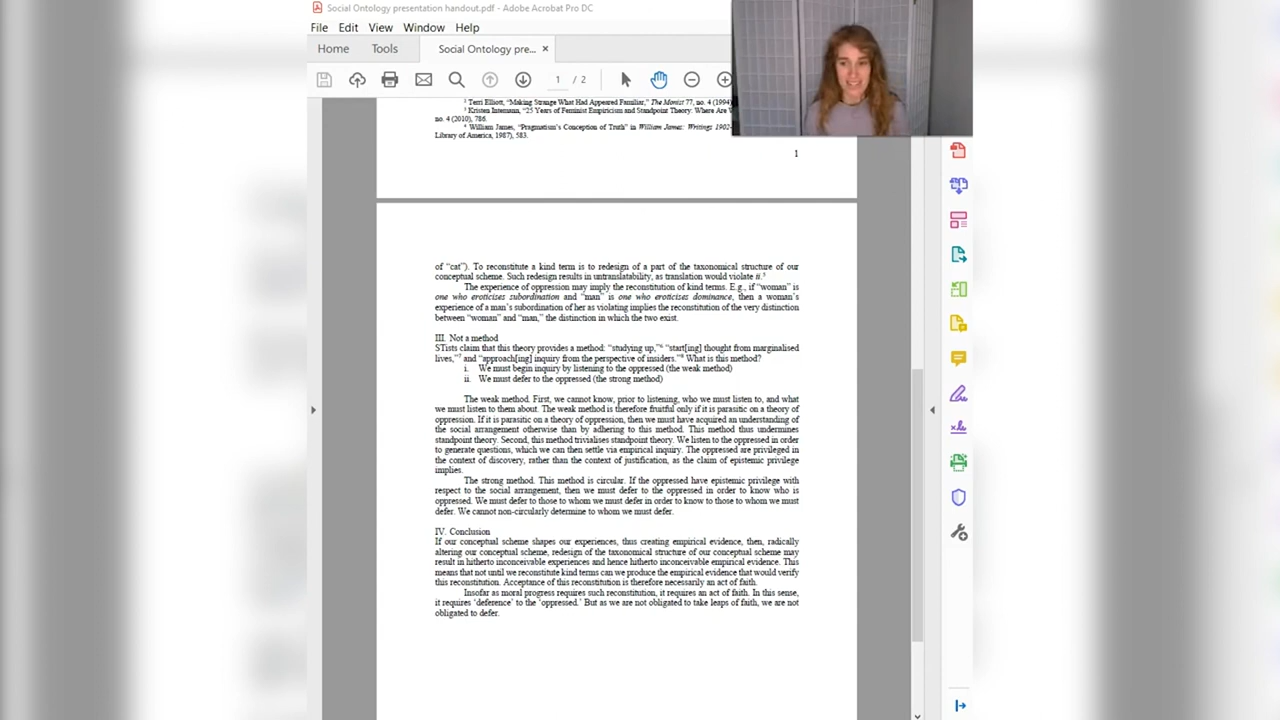 Social Ontology presentation handout.pdf - Adobe Acrobat Pro DC
File Edit View Window Help
Home Tools Social Ontology pre... ×
1 / 2
² Terri Elliott, “Making Strange What Had Appeared Familiar,” The Monist 77, no. 4 (1994)
³ Kristen Intemann, “25 Years of Feminist Empiricism and Standpoint Theory: Where Are W
no. 4 (2010), 786.
⁴ William James, “Pragmatism's Conception of Truth” in William James: Writings 1902-
Library of America, 1987), 583.
1
of “cat”). To reconstitute a kind term is to redesign of a part of the taxonomical structure of our
conceptual scheme. Such redesign results in untranslatability, as translation would violate ii.⁵
The experience of oppression may imply the reconstitution of kind terms. E.g., if “woman” is
one who eroticises subordination and “man” is one who eroticises dominance, then a woman's
experience of a man's subordination of her as violating implies the reconstitution of the very distinction
between “woman” and “man,” the distinction in which the two exist.
III. Not a method
STists claim that this theory provides a method: “studying up,”⁶ “start[ing] thought from marginalised
lives,”⁷ and “approach[ing] inquiry from the perspective of insiders.”⁸ What is this method?
i. We must begin inquiry by listening to the oppressed (the weak method)
ii. We must defer to the oppressed (the strong method)
The weak method. First, we cannot know, prior to listening, who we must listen to, and what
we must listen to them about. The weak method is therefore fruitful only if it is parasitic on a theory of
oppression. If it is parasitic on a theory of oppression, then we must have acquired an understanding of
the social arrangement otherwise than by adhering to this method. This method thus undermines
standpoint theory. Second, this method trivialises standpoint theory. We listen to the oppressed in order
to generate questions, which we can then settle via empirical inquiry. The oppressed are privileged in
the context of discovery, rather than the context of justification, as the claim of epistemic privilege
implies.
The strong method. This method is circular. If the oppressed have epistemic privilege with
respect to the social arrangement, then we must defer to the oppressed in order to know who is
oppressed. We must defer to those to whom we must defer in order to know to those to whom we must
defer. We cannot non-circularly determine to whom we must defer.
IV. Conclusion
If our conceptual scheme shapes our experiences, thus creating empirical evidence, then, radically
altering our conceptual scheme, redesign of the taxonomical structure of our conceptual scheme may
result in hitherto inconceivable experiences and hence hitherto inconceivable empirical evidence. This
means that not until we reconstitute kind terms can we produce the empirical evidence that would verify
this reconstitution. Acceptance of this reconstitution is therefore necessarily an act of faith.
Insofar as moral progress requires such reconstitution, it requires an act of faith. In this sense,
it requires ‘deference’ to the ‘oppressed.’ But as we are not obligated to take leaps of faith, we are not
obligated to defer.